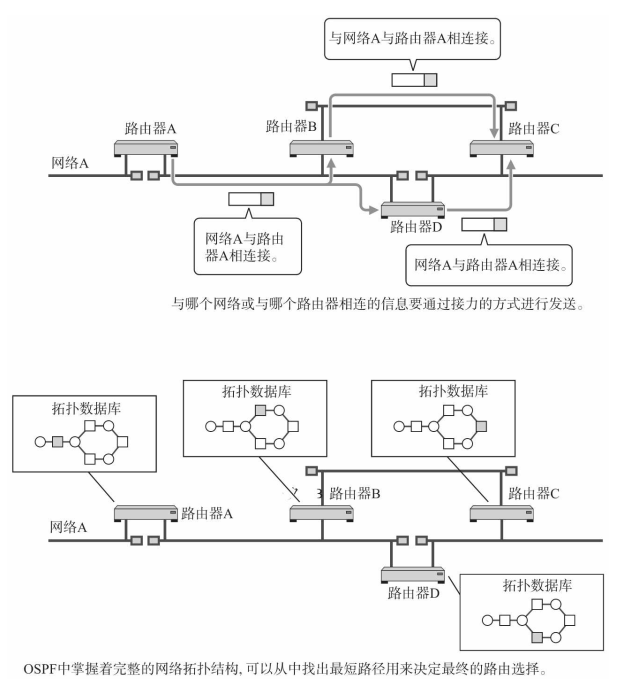 与网络A与路由器A相连接。
路由器A
路由器B
路由器C
网络A
路由器D
网络A与路由
器A相连接。
网络A与路由器A相连接。
与哪个网络或与哪个路由器相连的信息要通过接力的方式进行发送。
拓扑数据库
拓扑数据库
拓扑数据库
路由器B
路由器C
路由器A
网络A
路由器D
拓扑数据库
OSPF中掌握着完整的网络拓扑结构,可以从中找出最短路径用来决定最终的路由选择。